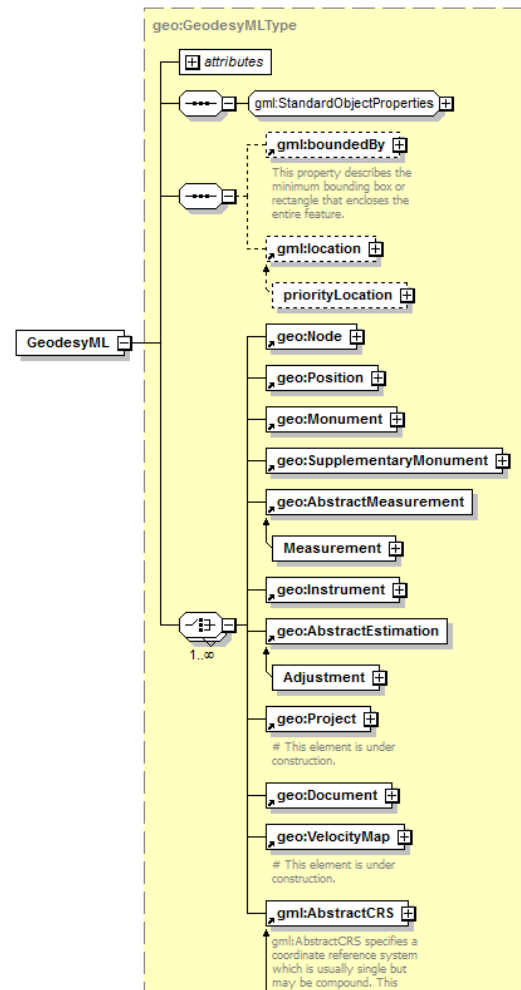 geo:GeodesyMLType
attributes
gml:StandardObjectProperties
gml:boundedBy
This property describes the
minimum bounding box or
rectangle that encloses the
entire feature.
gml:location
priorityLocation
GeodesyML
geo:Node
geo:Position
geo:Monument
geo:SupplementaryMonument
geo:AbstractMeasurement
Measurement
geo:Instrument
geo:AbstractEstimation
1..∞
Adjustment
geo:Project
# This element is under
construction.
geo:Document
geo:VelocityMap
# This element is under
construction.
gml:AbstractCRS
gml:AbstractCRS specifies a
coordinate reference system
which is usually single but
may be compound. This